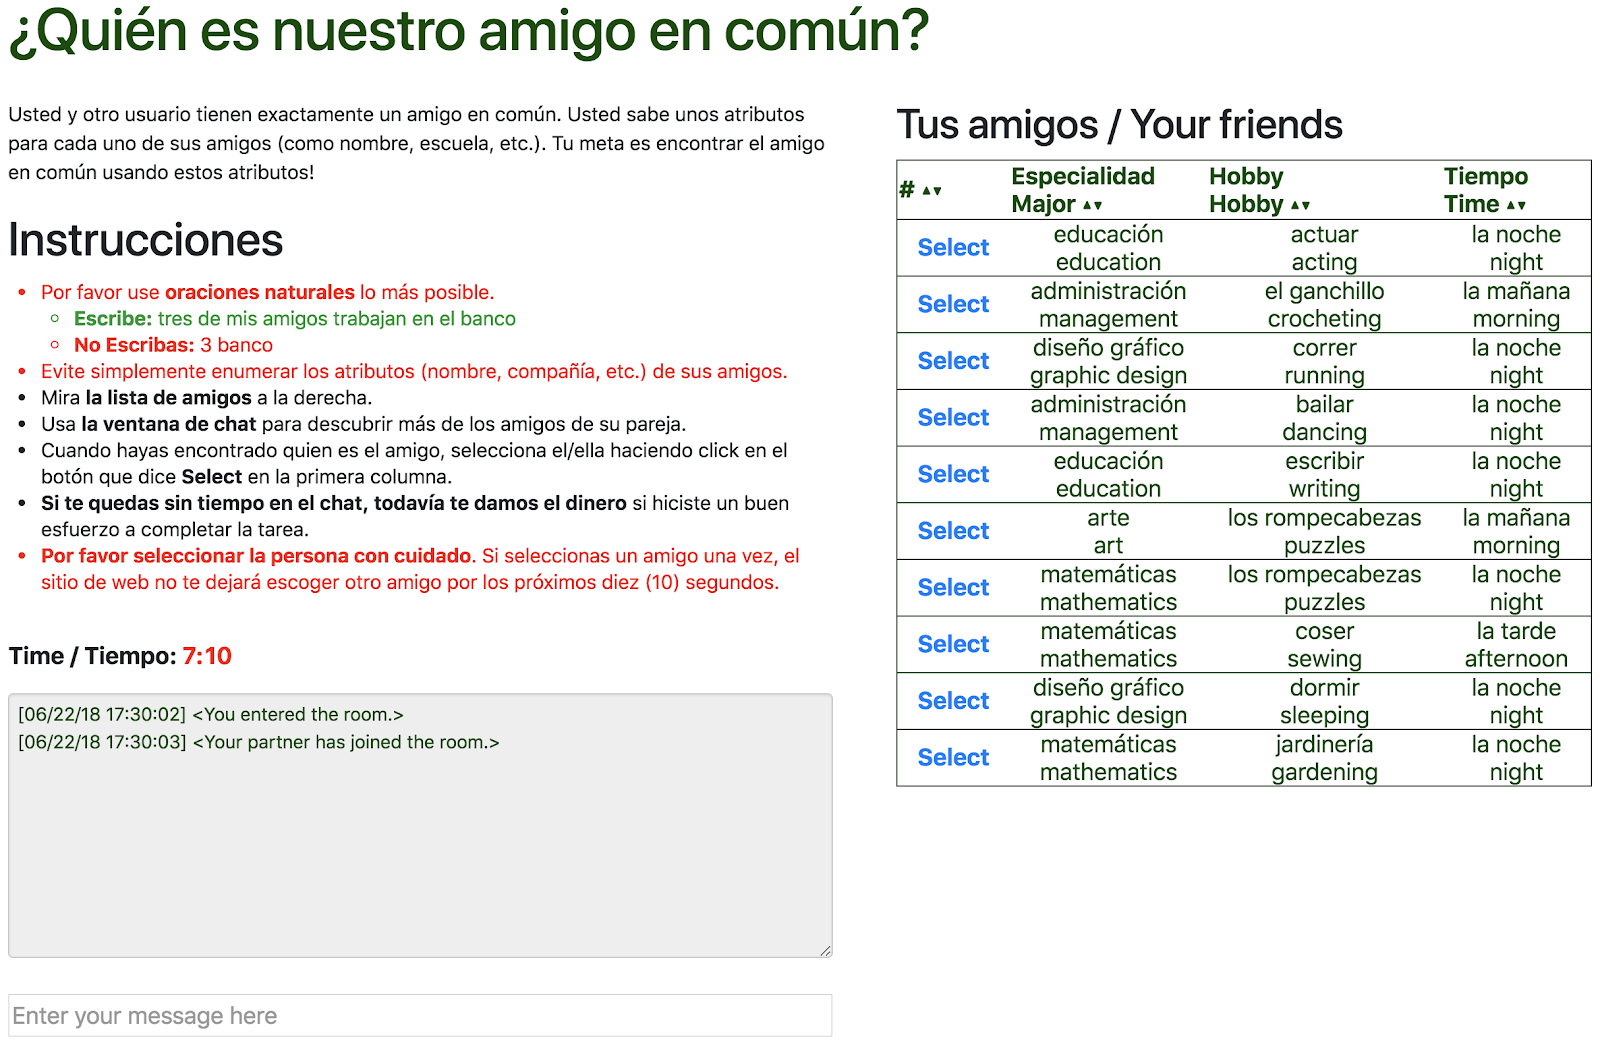 ¿Quién es nuestro amigo en común?
Usted y otro usuario tienen exactamente un amigo en común. Usted sabe unos atributos
para cada uno de sus amigos (como nombre, escuela, etc.). Tu meta es encontrar el amigo
en común usando estos atributos!
Instrucciones
• Por favor use oraciones naturales lo más posible.
◦ Escribe: tres de mis amigos trabajan en el banco
◦ No Escribas: 3 banco
• Evite simplemente enumerar los atributos (nombre, compañía, etc.) de sus amigos.
• Mira la lista de amigos a la derecha.
• Usa la ventana de chat para descubrir más de los amigos de su pareja.
• Cuando hayas encontrado quien es el amigo, selecciona el/ella haciendo click en el
botón que dice Select en la primera columna.
• Si te quedas sin tiempo en el chat, todavía te damos el dinero si hiciste un buen
esfuerzo a completar la tarea.
• Por favor seleccionar la persona con cuidado. Si seleccionas un amigo una vez, el
sitio de web no te dejará escoger otro amigo por los próximos diez (10) segundos.
Time / Tiempo: 7:10
[06/22/18 17:30:02] <You entered the room.>
[06/22/18 17:30:03] <Your partner has joined the room.>
Enter your message here
Tus amigos / Your friends
Especialidad Hobby Tiempo
# ▲▼ Major ▲▼ Hobby ▲▼ Time ▲▼
educación actuar la noche
Select education acting night
administración el ganchillo la mañana
Select management crocheting morning
diseño gráfico correr la noche
Select graphic design running night
administración bailar la noche
Select management dancing night
educación escribir la noche
Select education writing night
arte los rompecabezas la mañana
Select art puzzles morning
matemáticas los rompecabezas la noche
Select mathematics puzzles night
matemáticas coser la tarde
Select mathematics sewing afternoon
diseño gráfico dormir la noche
Select graphic design sleeping night
matemáticas jardinería la noche
Select mathematics gardening night